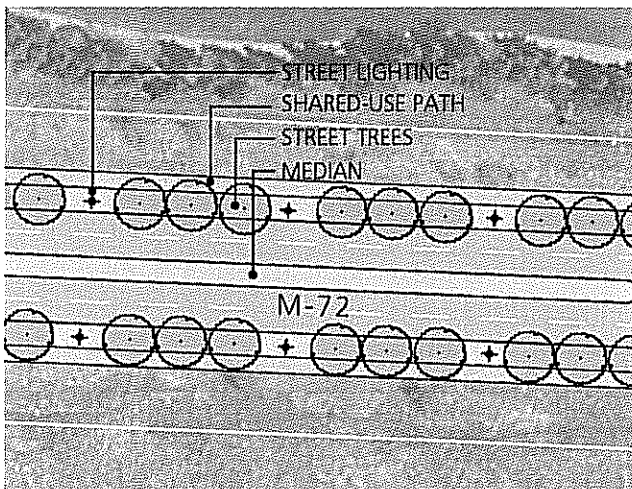 STREET LIGHTING
SHARED-USE PATH
STREET TREES
MEDIAN
M-72